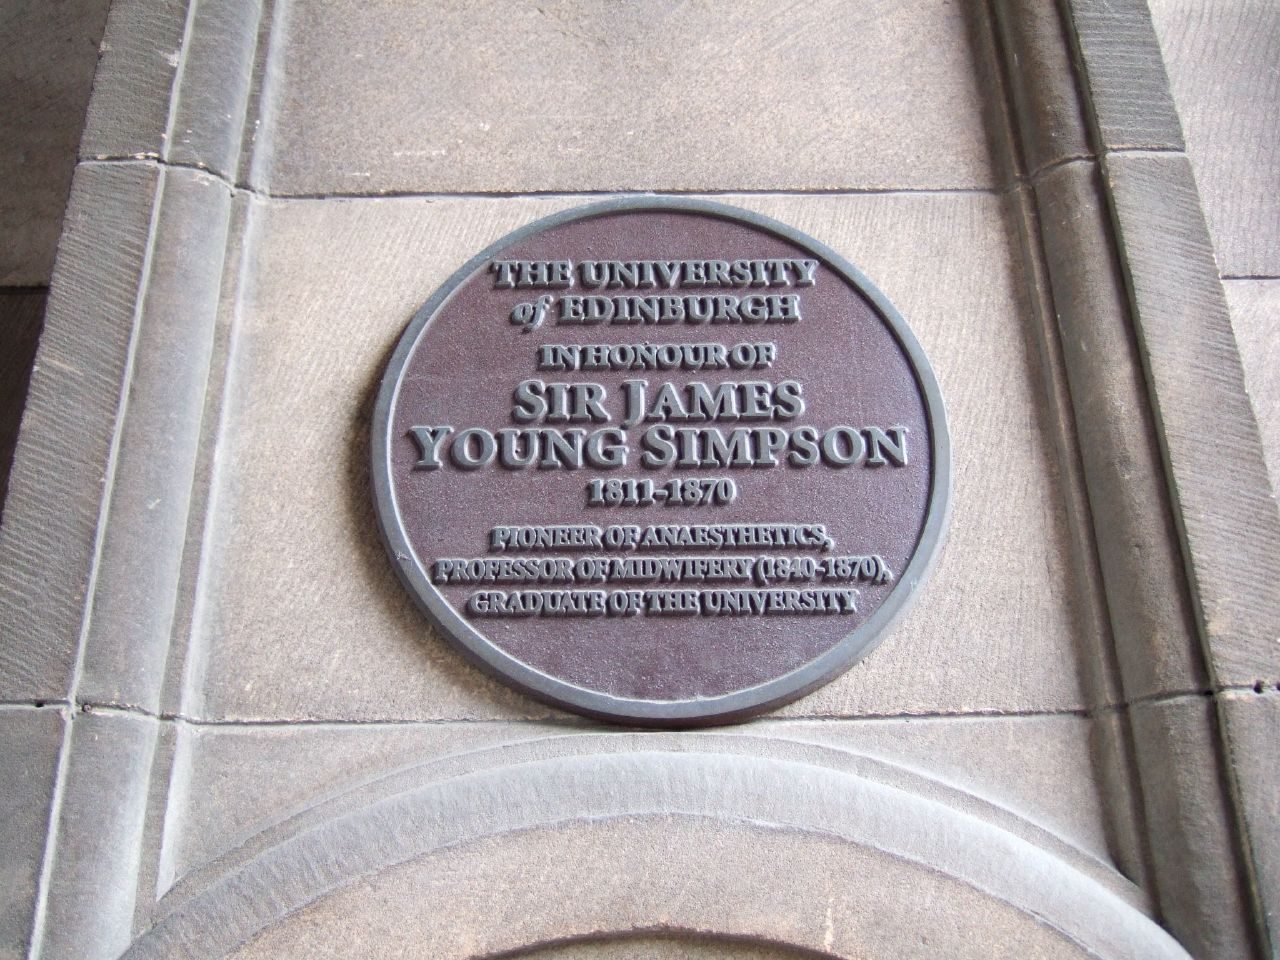 THE UNIVERSITY
of EDINBURGH
IN HONOUR OF
SIR JAMES
YOUNG SIMPSON
1811-1870
PIONEER OF ANAESTHETICS,
PROFESSOR OF MIDWIFERY (1840-1870),
GRADUATE OF THE UNIVERSITY